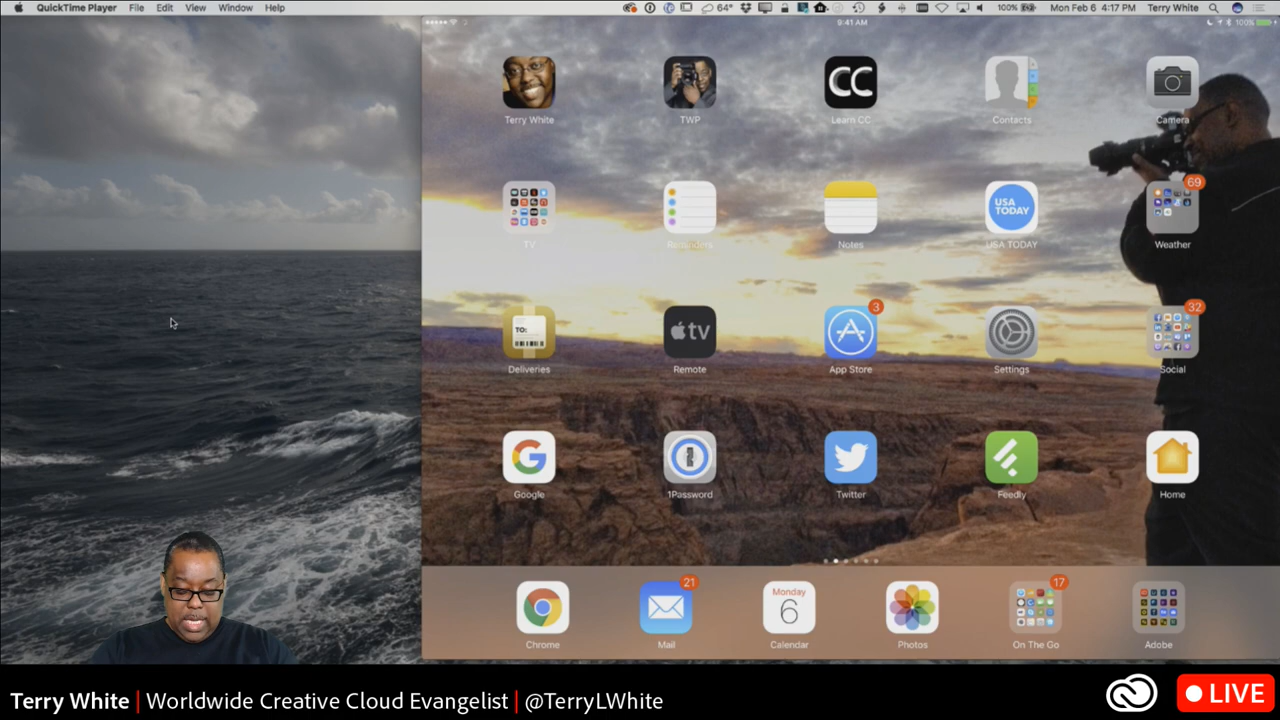 QuickTime Player File Edit View Window Help 64° 100% Mon Feb 6 4:17 PM Terry White
9:41 AM 100%
CC
Terry White TWP Learn CC Contacts Camera
USA TODAY 69
TV Reminders Notes USA TODAY Weather
TO: tv 3 32
Deliveries Remote App Store Settings Social
G
Google 1Password Twitter Feedly Home
21 Monday 6 17
Chrome Mail Calendar Photos On The Go Adobe
Terry White | Worldwide Creative Cloud Evangelist | @TerryLWhite LIVE